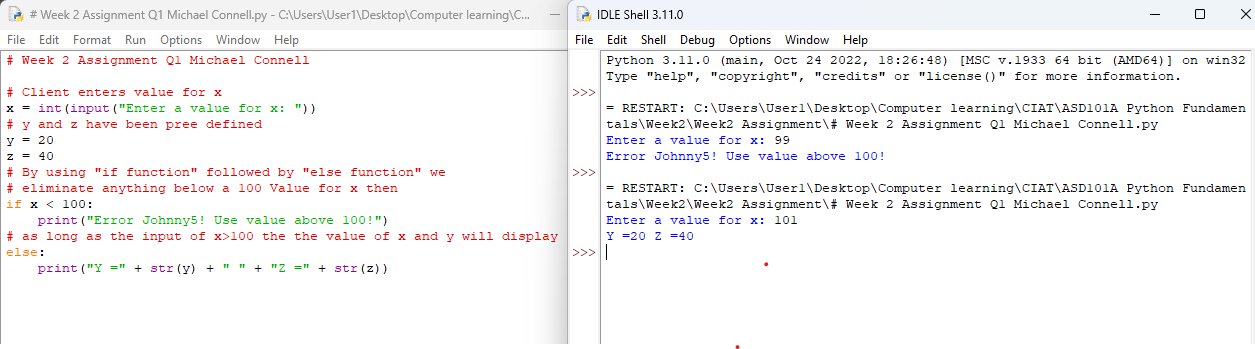 # Week 2 Assignment Q1 Michael Connell.py - C:\Users\User1\Desktop\Computer learning\C...
File Edit Format Run Options Window Help
# Week 2 Assignment Q1 Michael Connell
# Client enters value for x
x = int(input("Enter a value for x: "))
# y and z have been pree defined
y = 20
z = 40
# By using "if function" followed by "else function" we
# eliminate anything below a 100 Value for x then
if x < 100:
    print("Error Johnny5! Use value above 100!")
# as long as the input of x>100 the the value of x and y will display
else:
    print("Y =" + str(y) + " " + "Z =" + str(z))
IDLE Shell 3.11.0
File Edit Shell Debug Options Window Help
Python 3.11.0 (main, Oct 24 2022, 18:26:48) [MSC v.1933 64 bit (AMD64)] on win32
Type "help", "copyright", "credits" or "license()" for more information.
>>>
= RESTART: C:\Users\User1\Desktop\Computer learning\CIAT\ASD101A Python Fundamen
tals\Week2\Week2 Assignment\# Week 2 Assignment Q1 Michael Connell.py
Enter a value for x: 99
Error Johnny5! Use value above 100!
>>>
= RESTART: C:\Users\User1\Desktop\Computer learning\CIAT\ASD101A Python Fundamen
tals\Week2\Week2 Assignment\# Week 2 Assignment Q1 Michael Connell.py
Enter a value for x: 101
Y =20 Z =40
>>>